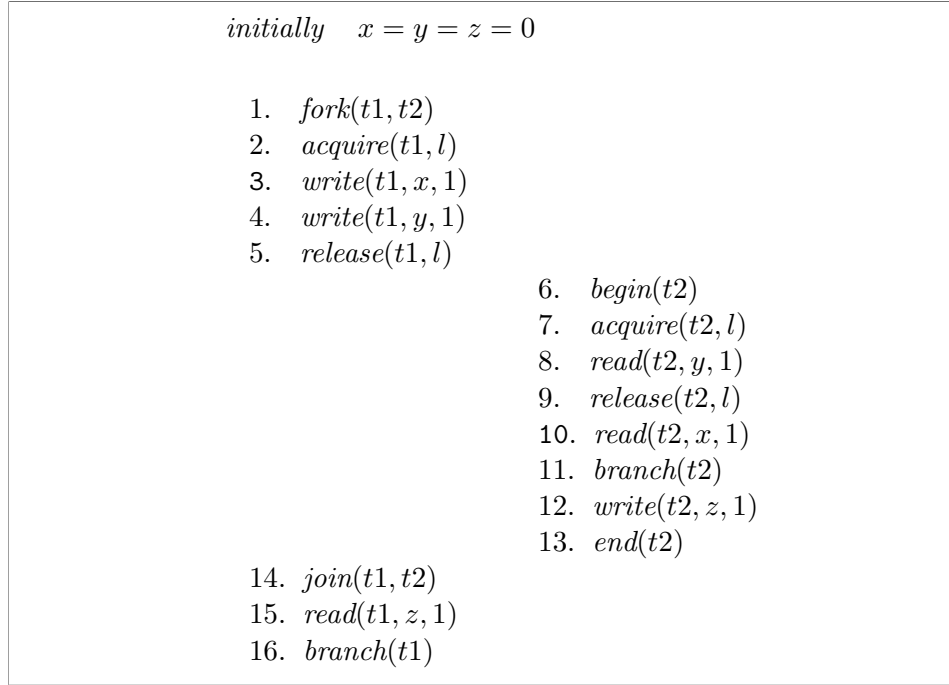 initially x = y = z = 0
1. fork(t1, t2)
2. acquire(t1, l)
3. write(t1, x, 1)
4. write(t1, y, 1)
5. release(t1, l)
6. begin(t2)
7. acquire(t2, l)
8. read(t2, y, 1)
9. release(t2, l)
10. read(t2, x, 1)
11. branch(t2)
12. write(t2, z, 1)
13. end(t2)
14. join(t1, t2)
15. read(t1, z, 1)
16. branch(t1)